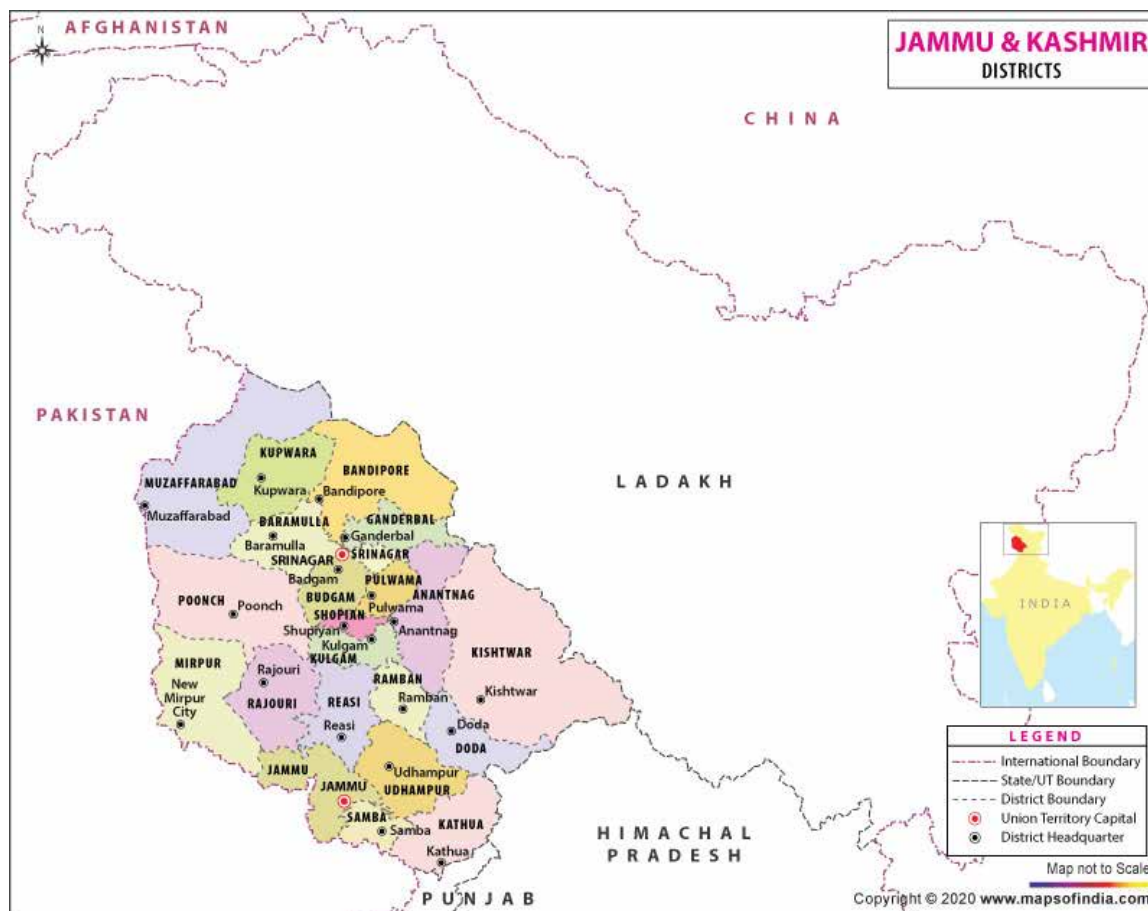 AFGHANISTAN
N
JAMMU & KASHMIR
DISTRICTS
CHINA
PAKISTAN
LADAKH
KUPWARA
Kupwara
MUZAFFARABAD
Muzaffarabad
BANDIPORE
Bandipore
BARAMULLA
Baramulla
GANDERBAL
Ganderbal
SRINAGAR
SRINAGAR
Badgam
BUDGAM
PULWAMA
Pulwama
ANANTNAG
Anantnag
SHOPIAN
Shupiyan
Kulgam
KULGAM
POONCH
Poonch
KISHTWAR
Kishtwar
MIRPUR
New
Mirpur
City
Rajouri
RAJOURI
REASI
Reasi
RAMBAN
Ramban
Doda
DODA
JAMMU
JAMMU
Udhampur
UDHAMPUR
SAMBA
Samba
KATHUA
Kathua
HIMACHAL
PRADESH
PUNJAB
INDIA
LEGEND
International Boundary
State/UT Boundary
District Boundary
Union Territory Capital
District Headquarter
Map not to Scale
Copyright © 2020 www.mapsofindia.com